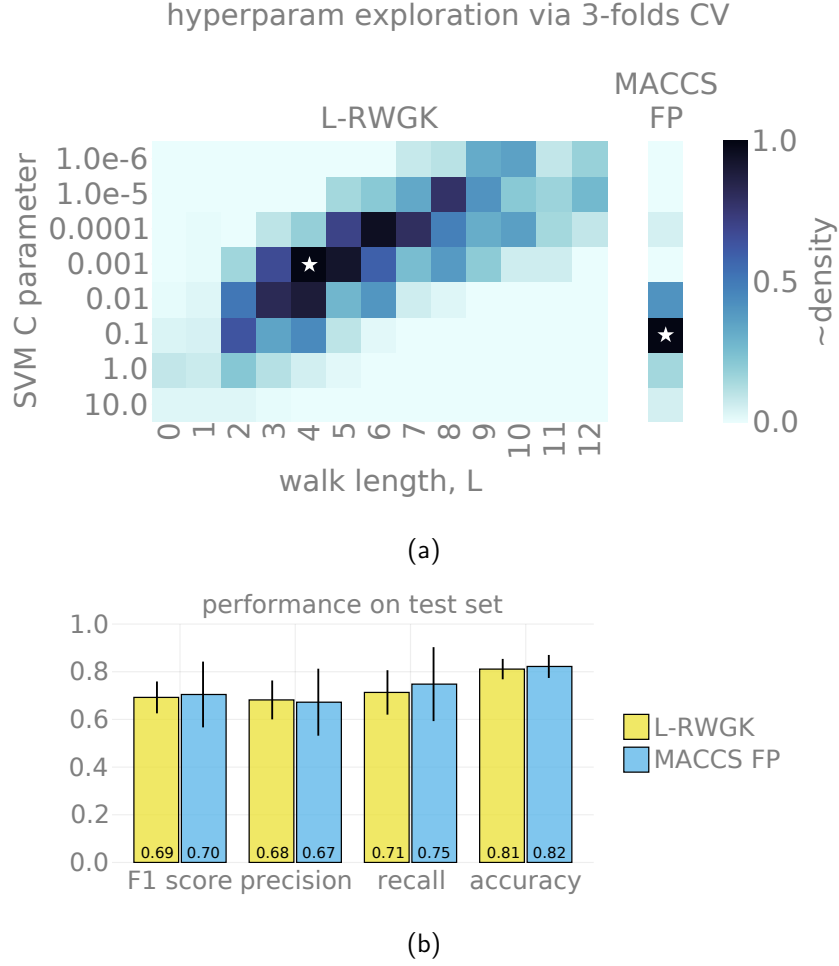 hyperparam exploration via 3-folds CV
MACCS
L-RWGK
FP
SVM C parameter
1.0e-6
1.0e-5
0.0001
0.001
0.01
0.1
1.0
10.0
0 1 2 3 4 5 6 7 8 9 10 11 12
walk length, L
1.0
0.5
0.0
~density
(a)
performance on test set
1.0
0.8
0.6
0.4
0.2
0.0
0.69 0.70 0.68 0.67 0.71 0.75 0.81 0.82
F1 score precision recall accuracy
L-RWGK
MACCS FP
(b)